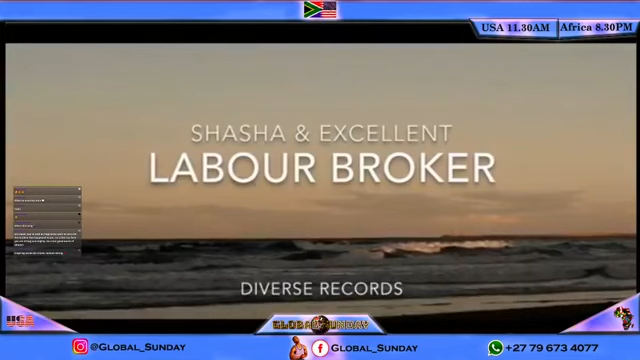 USA 11.30AM
Africa 8.30PM
SHASHA & EXCELLENT
LABOUR BROKER
DIVERSE RECORDS
GLOBAL SUNDAY
@Global_Sunday
Global_Sunday
+27 79 673 4077